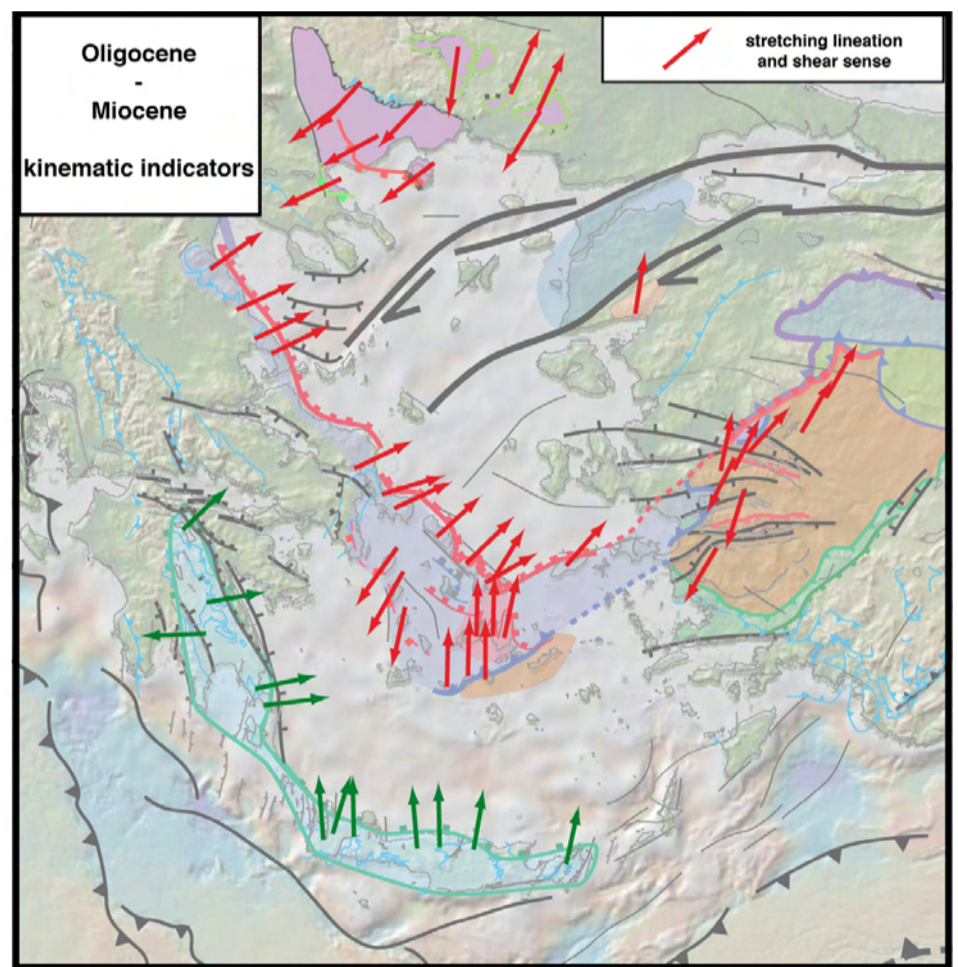 Oligocene
-
Miocene
kinematic indicators
stretching lineation
and shear sense